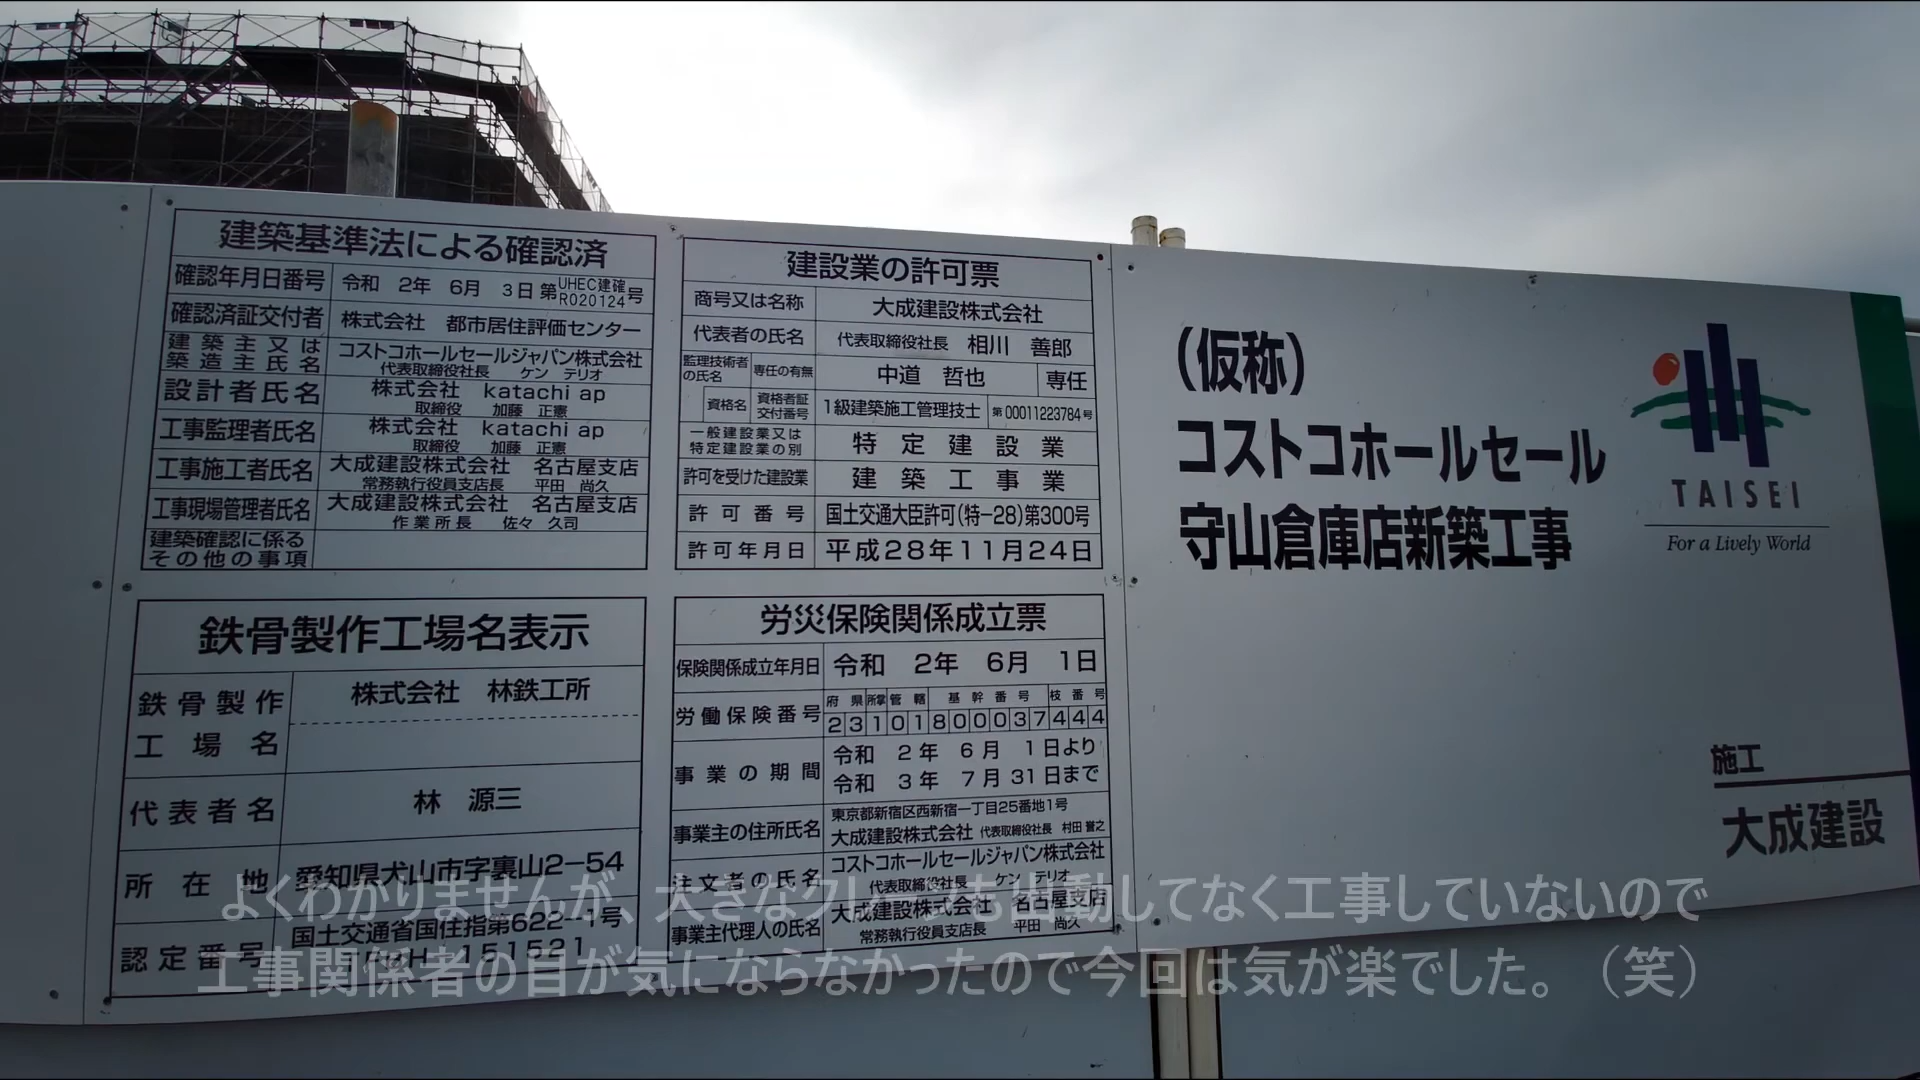 建築基準法による確認済
確認年月日番号 令和 2年 6月 3日 第UHEC建確R020124号
確認済証交付者 株式会社 都市居住評価センター
建築主又は築造主氏名 コストコホールセールジャパン株式会社
代表取締役社長 ケン テリオ
設計者氏名 株式会社 katachi ap
取締役 加藤 正憲
工事監理者氏名 株式会社 katachi ap
取締役 加藤 正憲
工事施工者氏名 大成建設株式会社 名古屋支店
常務執行役員支店長 平田 尚久
工事現場管理者氏名 大成建設株式会社 名古屋支店
作業所長 佐々 久司
建築確認に係るその他の事項
建設業の許可票
商号又は名称 大成建設株式会社
代表者の氏名 代表取締役社長 相川 善郎
監理技術者の氏名 専任の有無 中道 哲也 専任
資格名 資格者証交付番号 1級建築施工管理技士 第00011223784号
一般建設業又は特定建設業の別 特定建設業
許可を受けた建設業 建築工事業
許可番号 国土交通大臣許可(特-28)第300号
許可年月日 平成28年11月24日
鉄骨製作工場名表示
鉄骨製作工場名 株式会社 林鉄工所
代表者名 林 源三
所在地 愛知県犬山市字裏山2-54
認定番号 国土交通省国住指第622-1号
151521
労災保険関係成立票
保険関係成立年月日 令和 2年 6月 1日
府県 所掌 管轄 基幹番号 枝番号
労働保険番号 23101800037444
事業の期間 令和 2年 6月 1日より
令和 3年 7月 31日まで
事業主の住所氏名 東京都新宿区西新宿一丁目25番地1号
大成建設株式会社 代表取締役社長 村田 誉之
注文者の氏名 コストコホールセールジャパン株式会社
代表取締役社長 ケン テリオ
事業主代理人の氏名 大成建設株式会社 名古屋支店
常務執行役員支店長 平田 尚久
(仮称)
コストコホールセール
守山倉庫店新築工事
TAISEI
For a Lively World
施工
大成建設
よくわかりませんが、大きなクレーンも出動してなく工事していないので
工事関係者の目が気にならなかったので今回は気が楽でした。（笑）